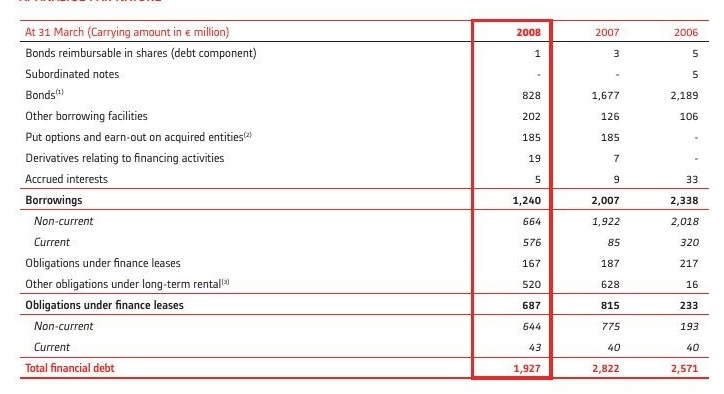 At 31 March (Carrying amount in € million) 2008 2007 2006
Bonds reimbursable in shares (debt component) 1 3 5
Subordinated notes - - 5
Bonds(1) 828 1,677 2,189
Other borrowing facilities 202 126 106
Put options and earn-out on acquired entities(2) 185 185 -
Derivatives relating to financing activities 19 7 -
Accrued interests 5 9 33
Borrowings 1,240 2,007 2,338
Non-current 664 1,922 2,018
Current 576 85 320
Obligations under finance leases 167 187 217
Other obligations under long-term rental(3) 520 628 16
Obligations under finance leases 687 815 233
Non-current 644 775 193
Current 43 40 40
Total financial debt 1,927 2,822 2,571